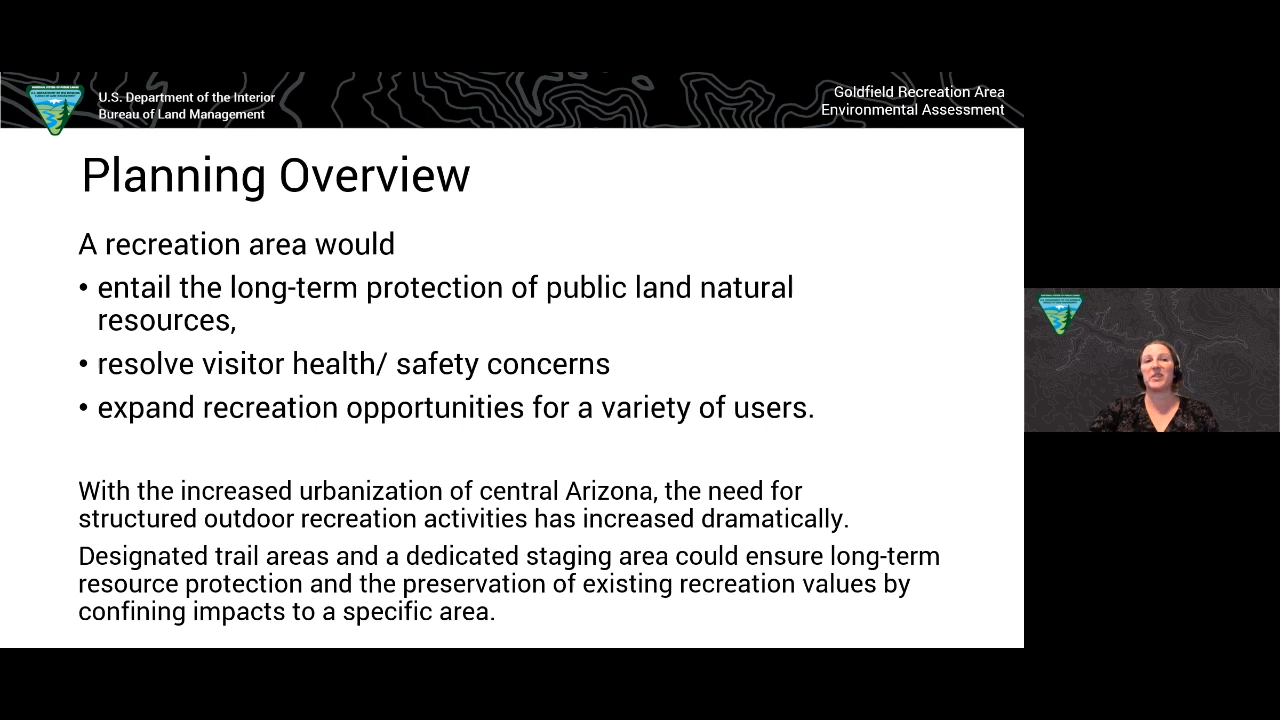 U.S. Department of the Interior
Bureau of Land Management
Goldfield Recreation Area
Environmental Assessment
Planning Overview
A recreation area would
• entail the long-term protection of public land natural
resources,
• resolve visitor health/ safety concerns
• expand recreation opportunities for a variety of users.
With the increased urbanization of central Arizona, the need for
structured outdoor recreation activities has increased dramatically.
Designated trail areas and a dedicated staging area could ensure long-term
resource protection and the preservation of existing recreation values by
confining impacts to a specific area.